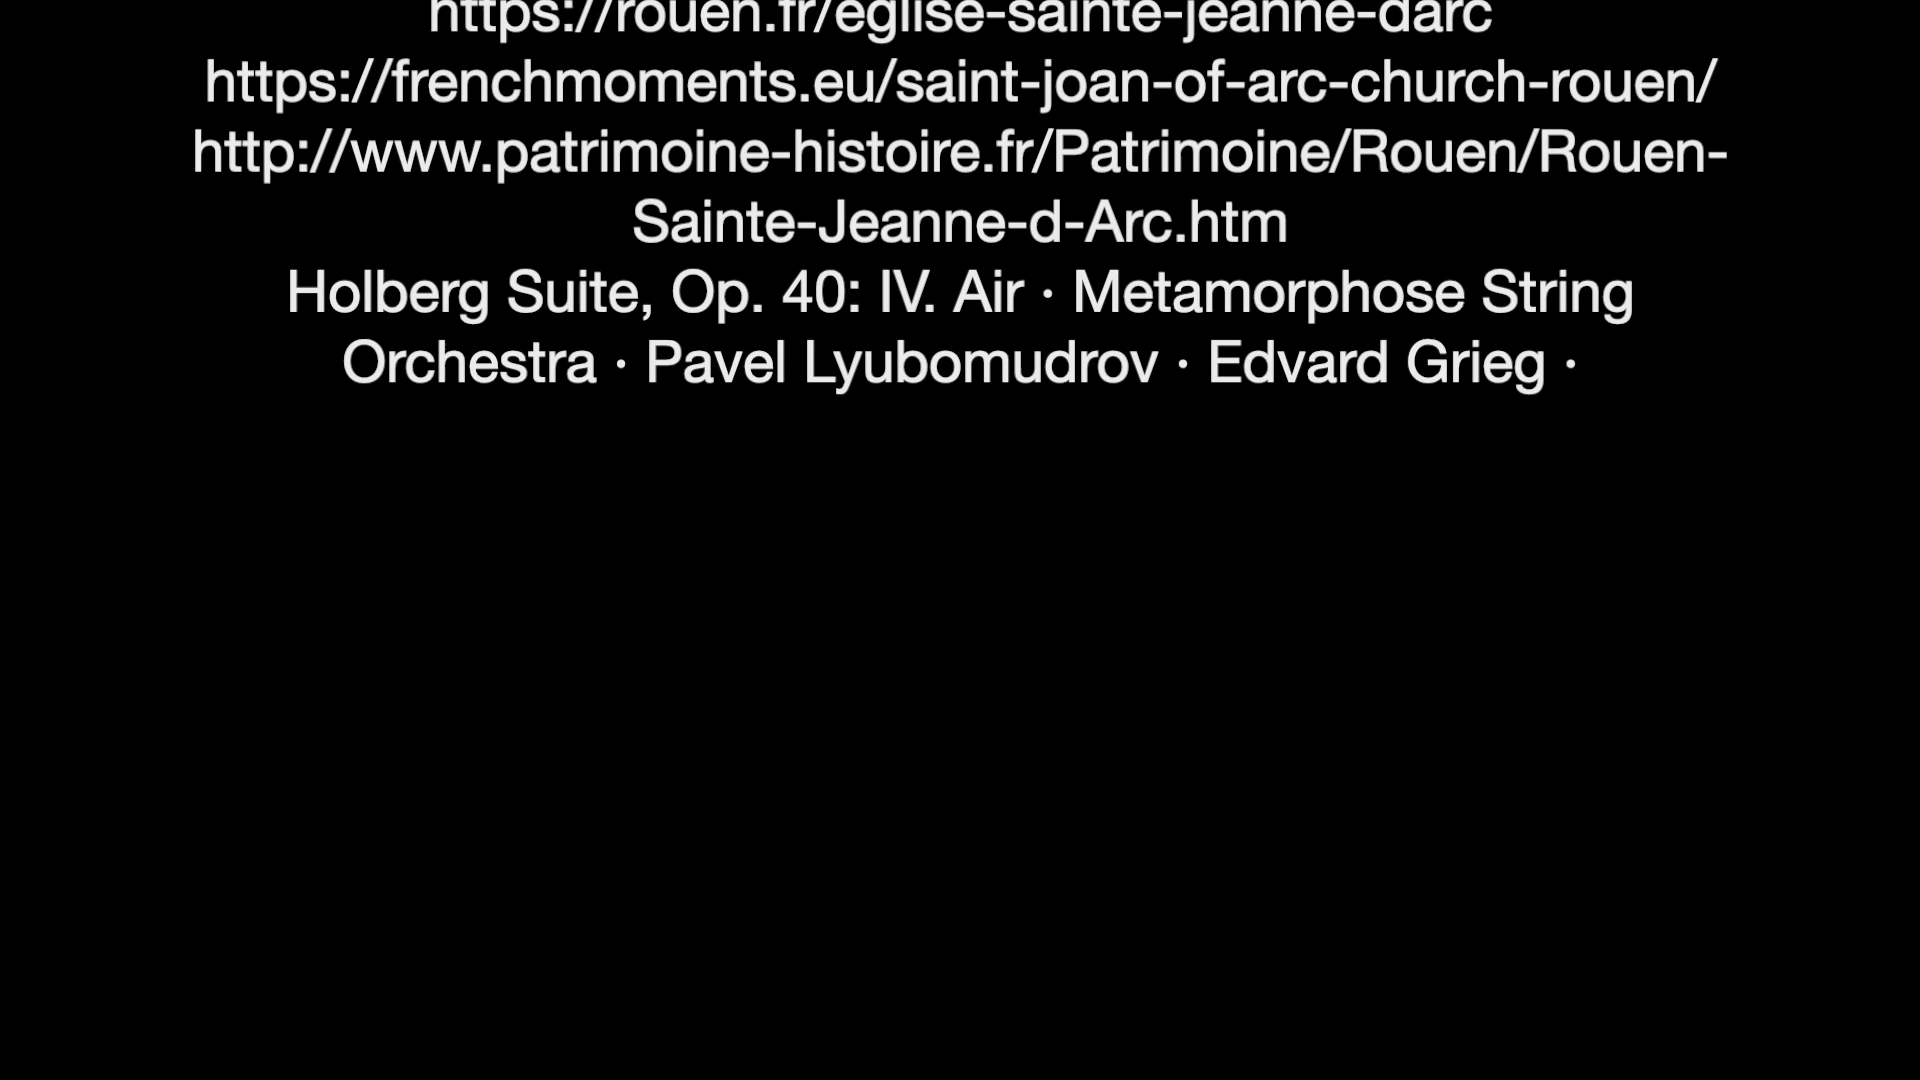 https://rouen.fr/eglise-sainte-jeanne-darc
https://frenchmoments.eu/saint-joan-of-arc-church-rouen/
http://www.patrimoine-histoire.fr/Patrimoine/Rouen/Rouen-
Sainte-Jeanne-d-Arc.htm
Holberg Suite, Op. 40: IV. Air · Metamorphose String
Orchestra · Pavel Lyubomudrov · Edvard Grieg ·